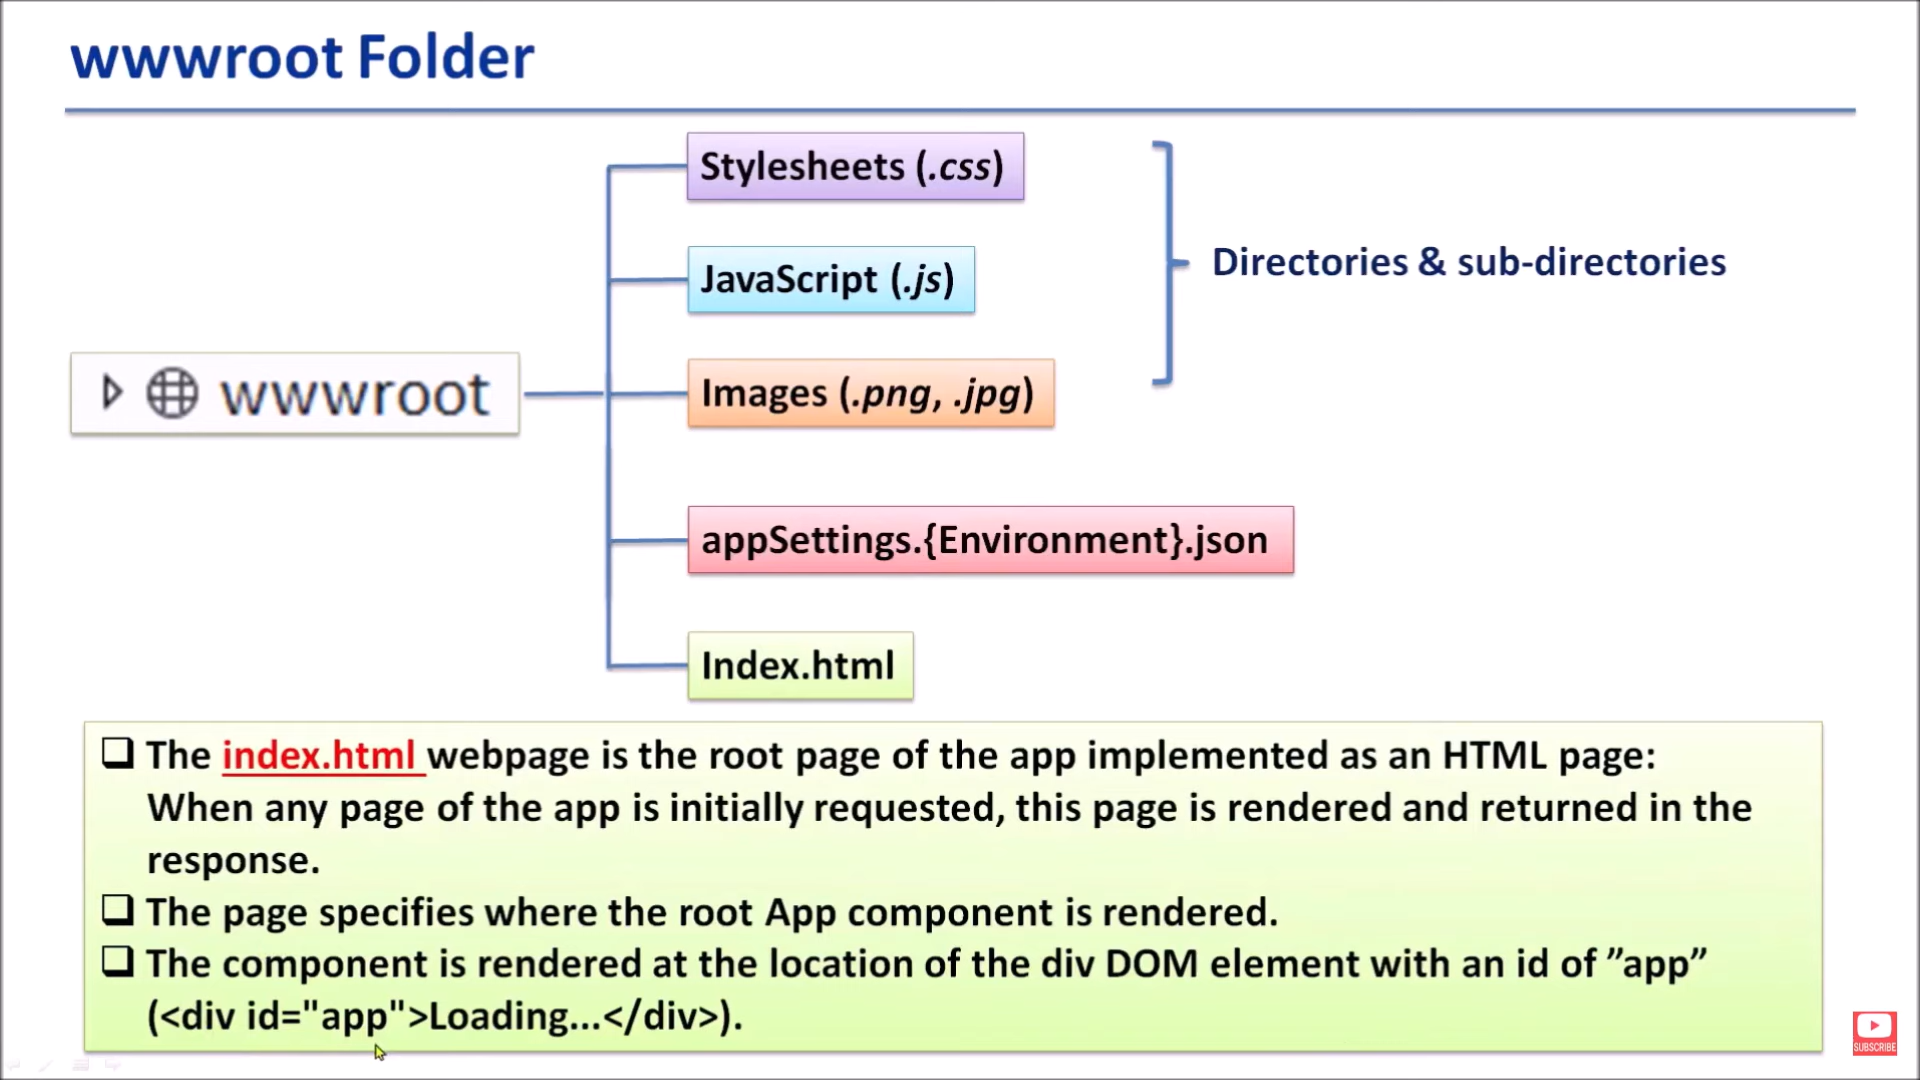 wwwroot Folder
Stylesheets (.css)
JavaScript (.js)
Directories & sub-directories
wwwroot
Images (.png, .jpg)
appSettings.{Environment}.json
Index.html
❑ The index.html webpage is the root page of the app implemented as an HTML page:
When any page of the app is initially requested, this page is rendered and returned in the
response.
❑ The page specifies where the root App component is rendered.
❑ The component is rendered at the location of the div DOM element with an id of ”app”
(<div id="app">Loading...</div>).
SUBSCRIBE